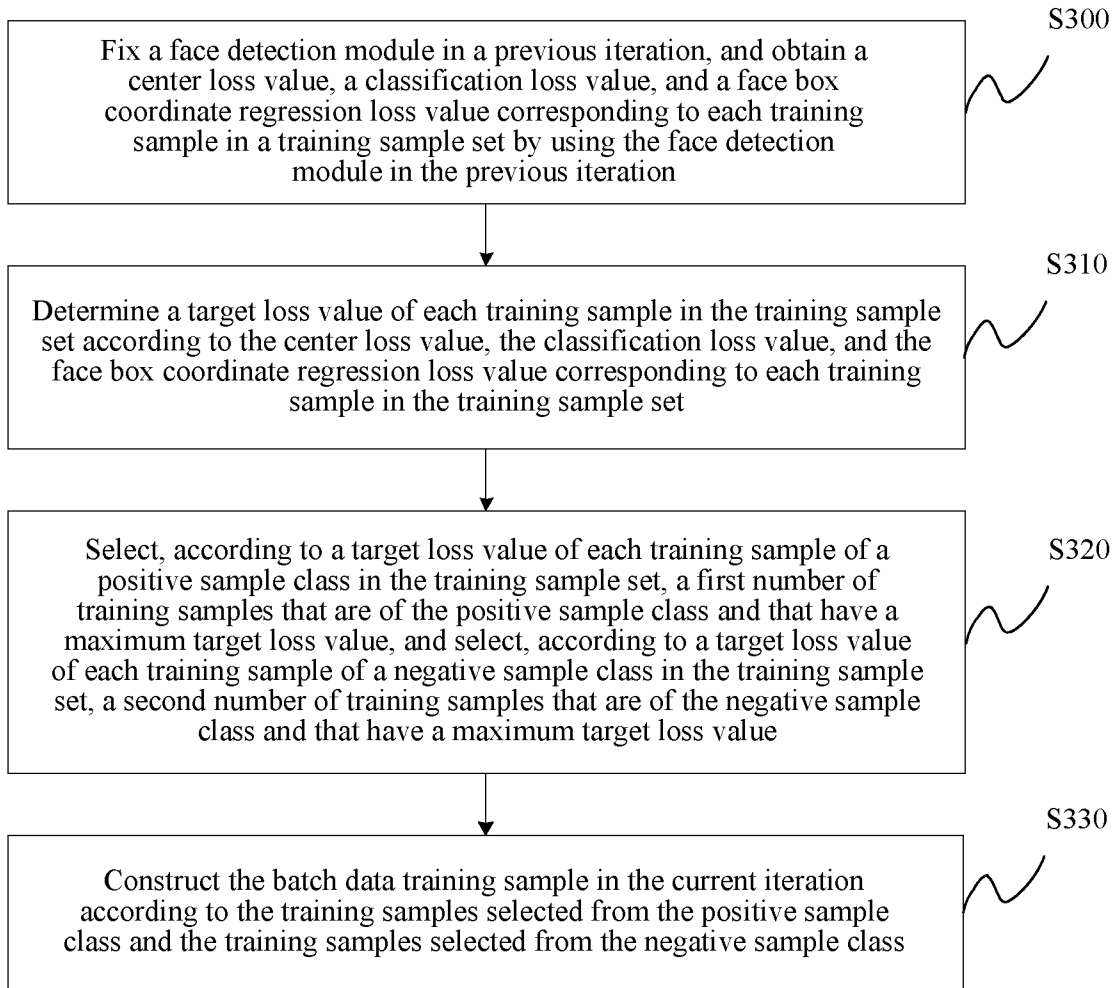 S300
Fix a face detection module in a previous iteration, and obtain a
center loss value, a classification loss value, and a face box
coordinate regression loss value corresponding to each training
sample in a training sample set by using the face detection
module in the previous iteration
S310
Determine a target loss value of each training sample in the training sample
set according to the center loss value, the classification loss value, and the
face box coordinate regression loss value corresponding to each training
sample in the training sample set
S320
Select, according to a target loss value of each training sample of a
positive sample class in the training sample set, a first number of
training samples that are of the positive sample class and that have a
maximum target loss value, and select, according to a target loss value
of each training sample of a negative sample class in the training sample
set, a second number of training samples that are of the negative sample
class and that have a maximum target loss value
S330
Construct the batch data training sample in the current iteration
according to the training samples selected from the positive sample
class and the training samples selected from the negative sample class